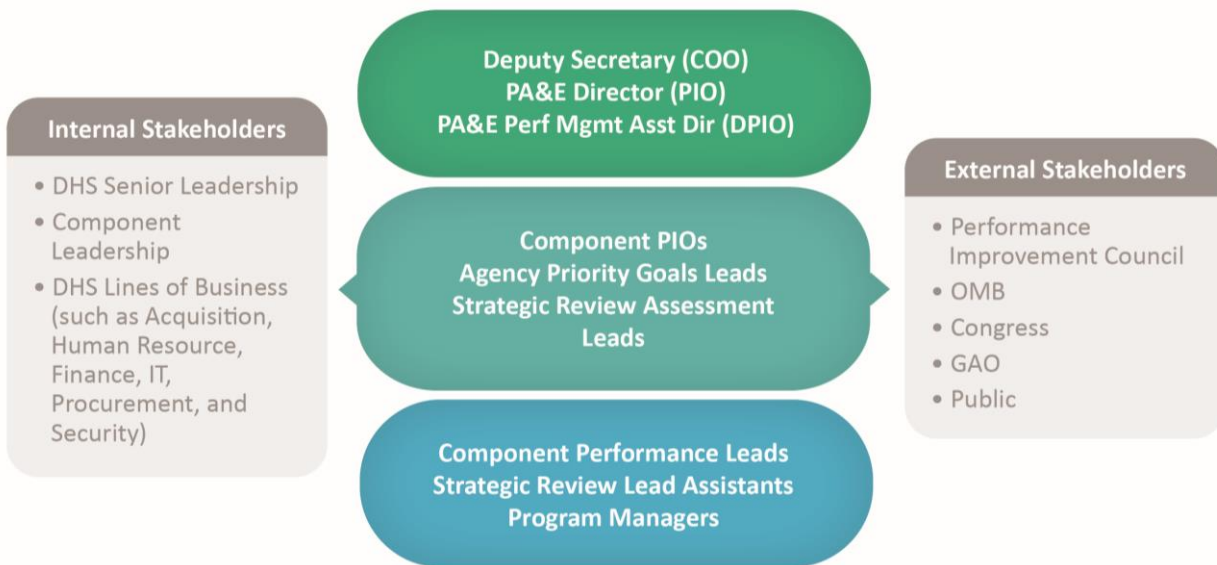 Internal Stakeholders
• DHS Senior Leadership
• Component
Leadership
• DHS Lines of Business
(such as Acquisition,
Human Resource,
Finance, IT,
Procurement, and
Security)
Deputy Secretary (COO)
PA&E Director (PIO)
PA&E Perf Mgmt Asst Dir (DPIO)
Component PIOs
Agency Priority Goals Leads
Strategic Review Assessment
Leads
Component Performance Leads
Strategic Review Lead Assistants
Program Managers
External Stakeholders
• Performance
Improvement Council
• OMB
• Congress
• GAO
• Public